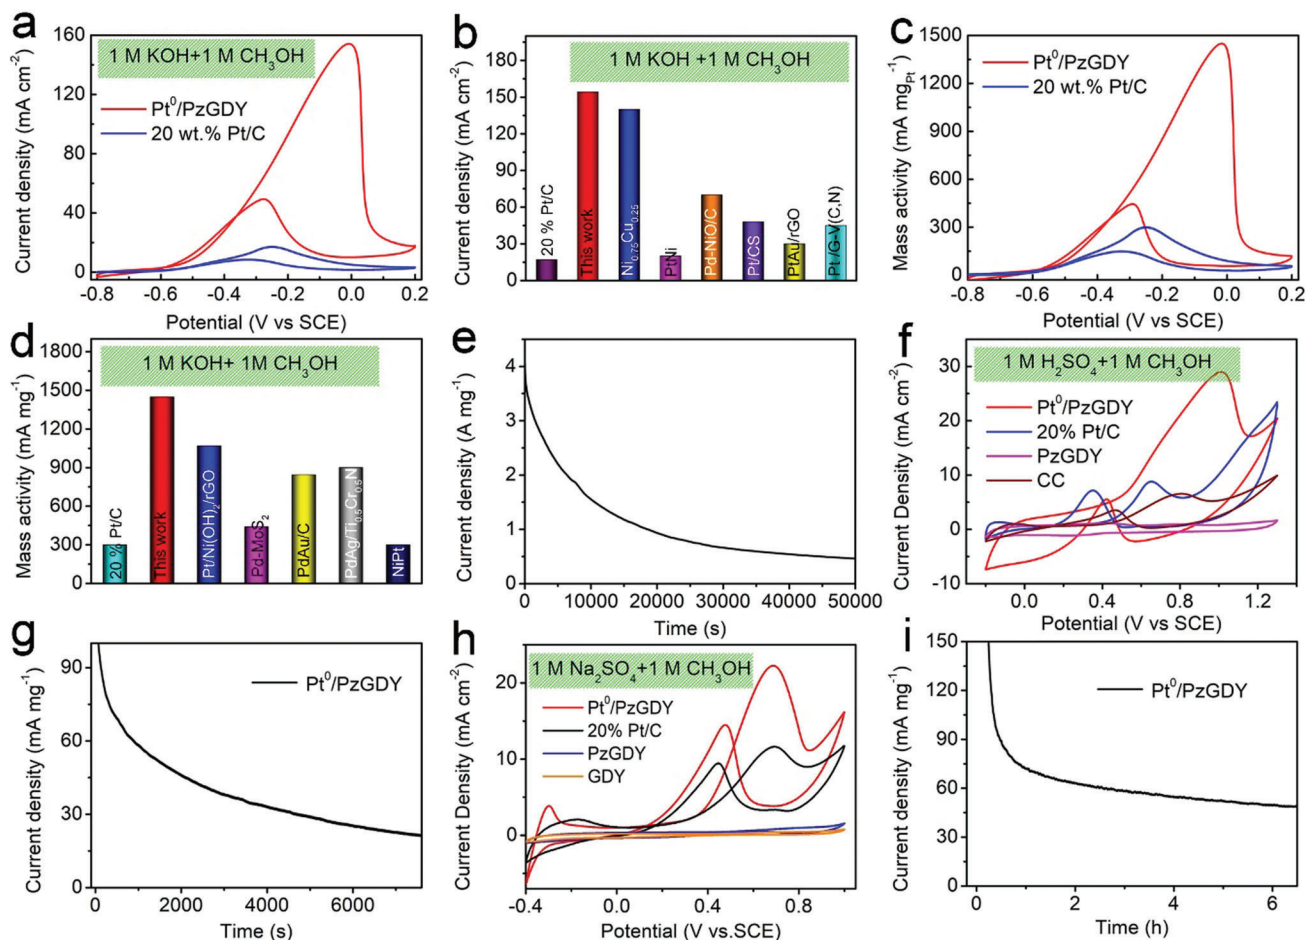 a
Current density (mA cm⁻²)
160
120
80
40
0
1 M KOH+1 M CH₃OH
Pt⁰/PzGDY
20 wt.% Pt/C
-0.8 -0.6 -0.4 -0.2 0.0 0.2
Potential (V vs SCE)
b
Current density (mA cm⁻²)
180
150
120
90
60
30
0
1 M KOH +1 M CH₃OH
20 % Pt/C
This work
Ni₀.₇₅Cu₀.₂₅
PtNi
Pd-NiO/C
Pt/CS
PtAu/rGO
Pt /G-V(C,N)
c
Mass activity (mA mg_Pt⁻¹)
1500
1200
900
600
300
0
Pt⁰/PzGDY
20 wt.% Pt/C
-0.8 -0.6 -0.4 -0.2 0.0 0.2
Potential (V vs SCE)
d
Mass activity (mA mg⁻¹)
1800
1500
1200
900
600
300
0
1 M KOH+ 1M CH₃OH
20 % Pt/C
This work
Pt/Ni(OH)₂/rGO
Pd-MoS₂
PdAu/C
PdAg/Ti₀.₅Cr₀.₅N
NiPt
e
Current density (A mg⁻¹)
4
3
2
1
0
0 10000 20000 30000 40000 50000
Time (s)
f
Current Density (mA cm⁻²)
30
20
10
0
-10
1 M H₂SO₄+1 M CH₃OH
Pt⁰/PzGDY
20% Pt/C
PzGDY
CC
0.0 0.4 0.8 1.2
Potential (V vs SCE)
g
Current density (mA mg⁻¹)
90
60
30
0
Pt⁰/PzGDY
0 2000 4000 6000
Time (s)
h
Current Density (mA cm⁻²)
20
10
0
1 M Na₂SO₄+1 M CH₃OH
Pt⁰/PzGDY
20% Pt/C
PzGDY
GDY
-0.4 0.0 0.4 0.8
Potential (V vs.SCE)
i
Current density (mA mg⁻¹)
150
120
90
60
30
0
Pt⁰/PzGDY
0 2 4 6
Time (h)